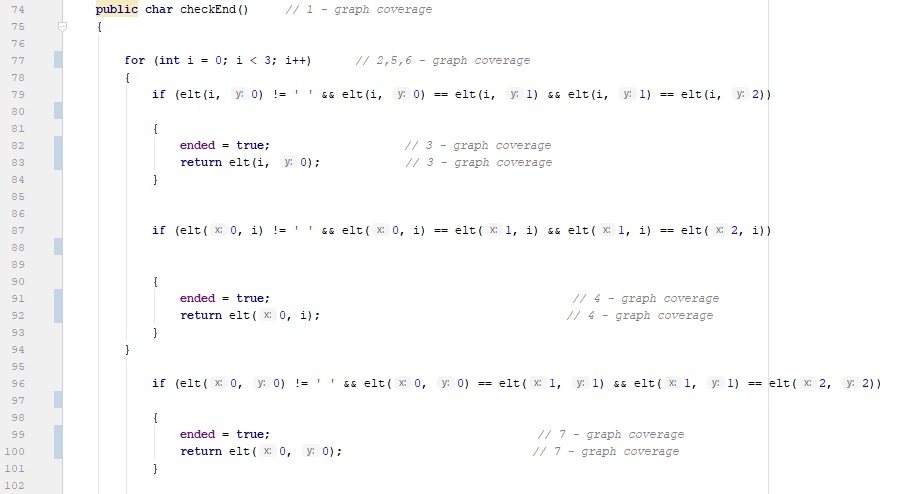 74 public char checkEnd() // 1 - graph coverage
75 {
76
77 for (int i = 0; i < 3; i++) // 2,5,6 - graph coverage
78 {
79 if (elt(i, y: 0) != ' ' && elt(i, y: 0) == elt(i, y: 1) && elt(i, y: 1) == elt(i, y: 2))
80
81 {
82 ended = true; // 3 - graph coverage
83 return elt(i, y: 0); // 3 - graph coverage
84 }
85
86
87 if (elt( x: 0, i) != ' ' && elt( x: 0, i) == elt( x: 1, i) && elt( x: 1, i) == elt( x: 2, i))
88
89
90 {
91 ended = true; // 4 - graph coverage
92 return elt( x: 0, i); // 4 - graph coverage
93 }
94 }
95
96 if (elt( x: 0, y: 0) != ' ' && elt( x: 0, y: 0) == elt( x: 1, y: 1) && elt( x: 1, y: 1) == elt( x: 2, y: 2))
97
98 {
99 ended = true; // 7 - graph coverage
100 return elt( x: 0, y: 0); // 7 - graph coverage
101 }
102